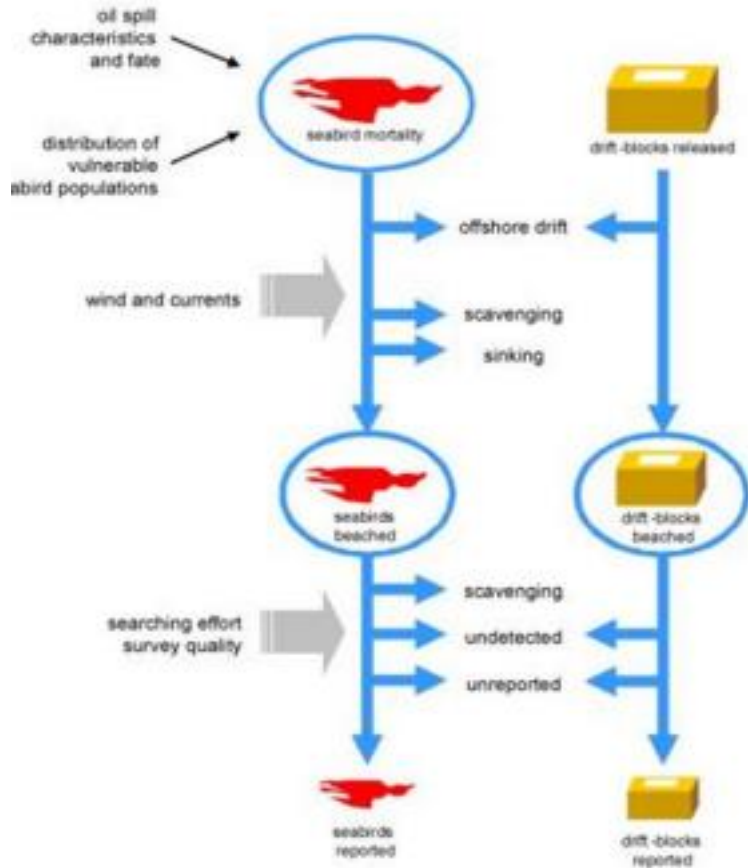 oil spill
characteristics
and fate
seabird mortality
drift -blocks released
distribution of
vulnerable
abird populations
offshore drift
wind and currents
scavenging
sinking
seabirds
beached
drift -blocks
beached
scavenging
searching effort
survey quality
undetected
unreported
seabirds
reported
drift -blocks
reported